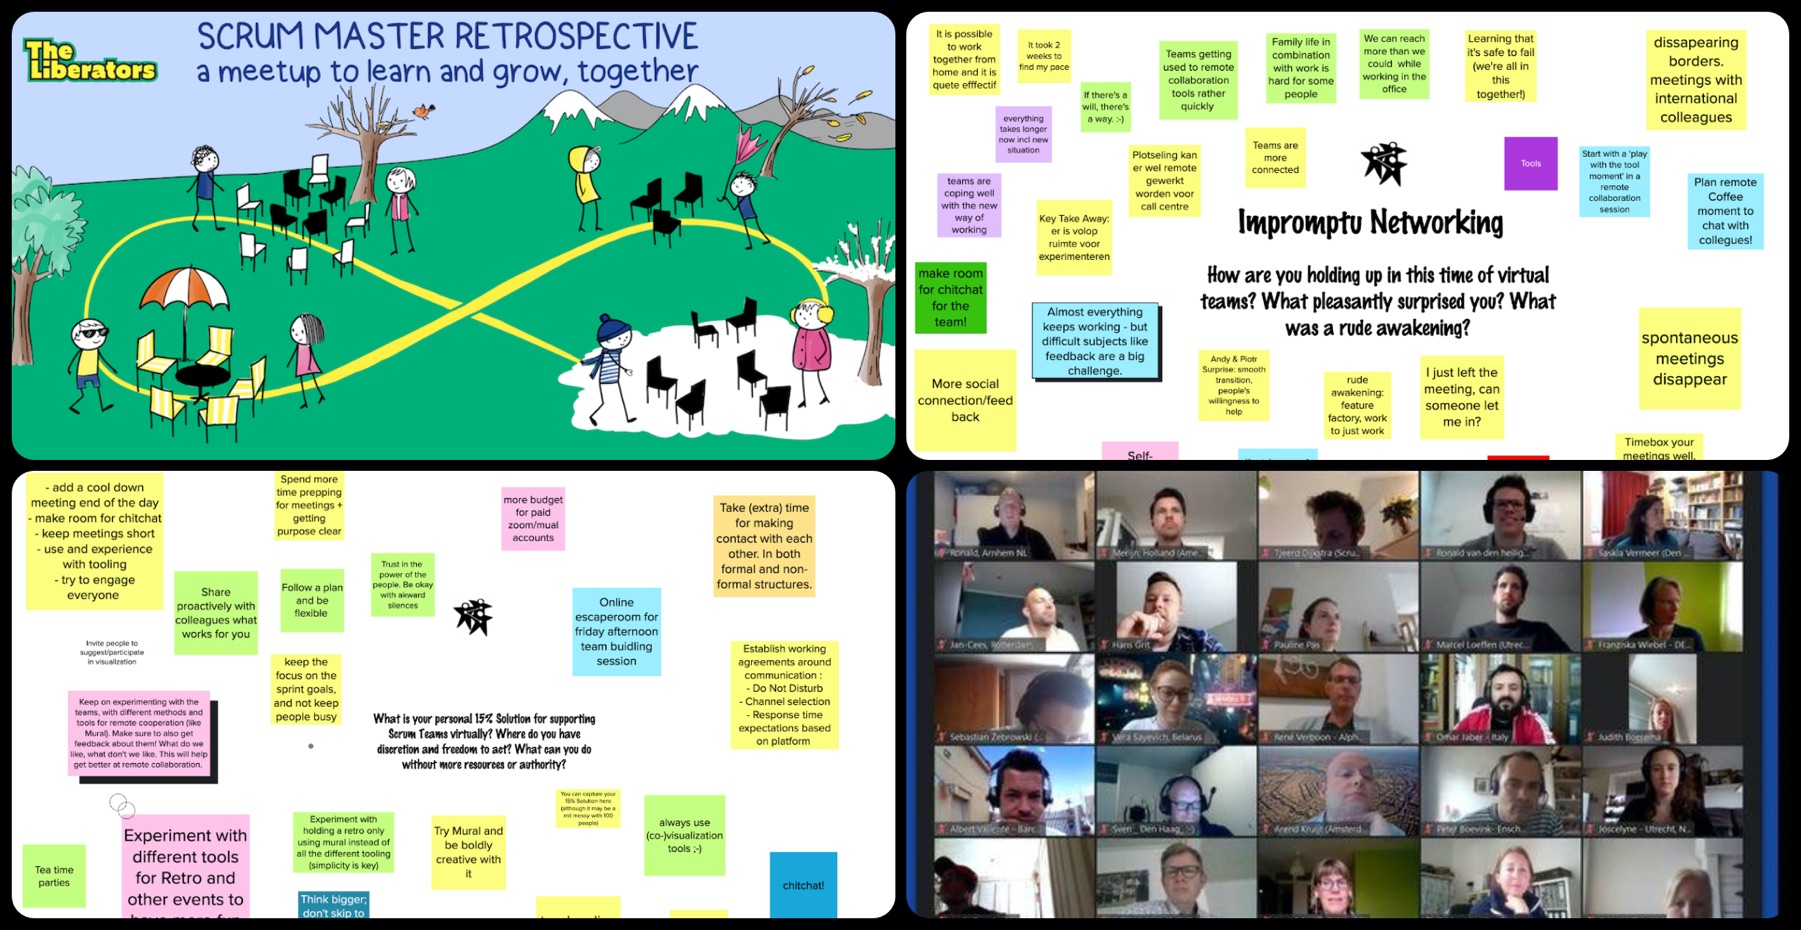 SCRUM MASTER RETROSPECTIVE
a meetup to learn and grow, together
The
Liberators
It is possible
to work
together from
home and it is
quete efffectif
It took 2
weeks to
find my pace
If there's a
will, there's
a way. :-)
Teams getting
used to remote
collaboration
tools rather
quickly
Family life in
combination
with work is
hard for some
people
We can reach
more than we
could while
working in the
office
Learning that
it's safe to fail
(we're all in
this
together!)
dissapearing
borders.
meetings with
international
colleagues
everything
takes longer
now incl new
situation
teams are
coping well
with the new
way of
working
Plotseling kan
er wel remote
gewerkt
worden voor
call centre
Teams are
more
connected
Tools
Start with a 'play
with the tool
moment' in a
remote
collaboration
session
Plan remote
Coffee
moment to
chat with
collegues!
Key Take Away:
er is volop
ruimte voor
experimenteren
Impromptu Networking
How are you holding up in this time of virtual
teams? What pleasantly surprised you? What
was a rude awakening?
make room
for chitchat
for the
team!
Almost everything
keeps working - but
difficult subjects like
feedback are a big
challenge.
More social
connection/feed
back
Andy & Piotr
Surprise: smooth
transition,
people's
willingness to
help
rude
awakening:
feature
factory, work
to just work
I just left the
meeting, can
someone let
me in?
spontaneous
meetings
disappear
Self-
Timebox your
meetings well,
- add a cool down
meeting end of the day
- make room for chitchat
- keep meetings short
- use and experience
with tooling
- try to engage
everyone
Spend more
time prepping
for meetings +
getting
purpose clear
more budget
for paid
zoom/mual
accounts
Take (extra) time
for making
contact with each
other. In both
formal and non-
formal structures.
Share
proactively with
colleagues what
works for you
Follow a plan
and be
flexible
Trust in the
power of the
people. Be okay
with akward
silences
Online
escaperoom for
friday afternoon
team buidling
session
Invite people to
suggest/participate
in visualization
keep the
focus on the
sprint goals,
and not keep
people busy
Establish working
agreements around
communication :
- Do Not Disturb
- Channel selection
- Response time
expectations based
on platform
Keep on experimenting with the
teams, with different methods and
tools for remote cooperation (like
Mural). Make sure to also get
feedback about them! What do we
like, what don't we like. This will help
get better at remote collaboration.
What is your personal 15% Solution for supporting
Scrum Teams virtually? Where do you have
discretion and freedom to act? What can you do
without more resources or authority?
You can capture your
15% Solution here
(although it may be a
mit messy with 100
people)
Tea time
parties
Experiment with
different tools
for Retro and
other events to
have more fun
Experiment with
holding a retro only
using mural instead of
all the different tooling
(simplicity is key)
Try Mural and
be boldly
creative with
it
always use
(co-)visualization
tools ;-)
chitchat!
Think bigger;
don't skip to
Ronald, Arnhem NL
Merijn, Holland (Ame...
Tjeerd Dijkstra (Scru...
Ronald van den heilig...
Saskia Vermeer (Den ...
Jan-Cees, Rotterdam
Hans Grit
Pauline Pas
Marcel Loeffen (Utrec...
Franziska Wiebel - DE...
Sebastian Żebrowski (...
Vera Sayevich, Belarus
René Verboon - Alph...
Omar Jaber - Italy
Judith Boersma
Albert Valiente - Barc...
Sven _ Den Haag_ :-)
Arend Kruijt (Amsterd...
Peter Boevink- Ensch...
Joscelyne - Utrecht, N...